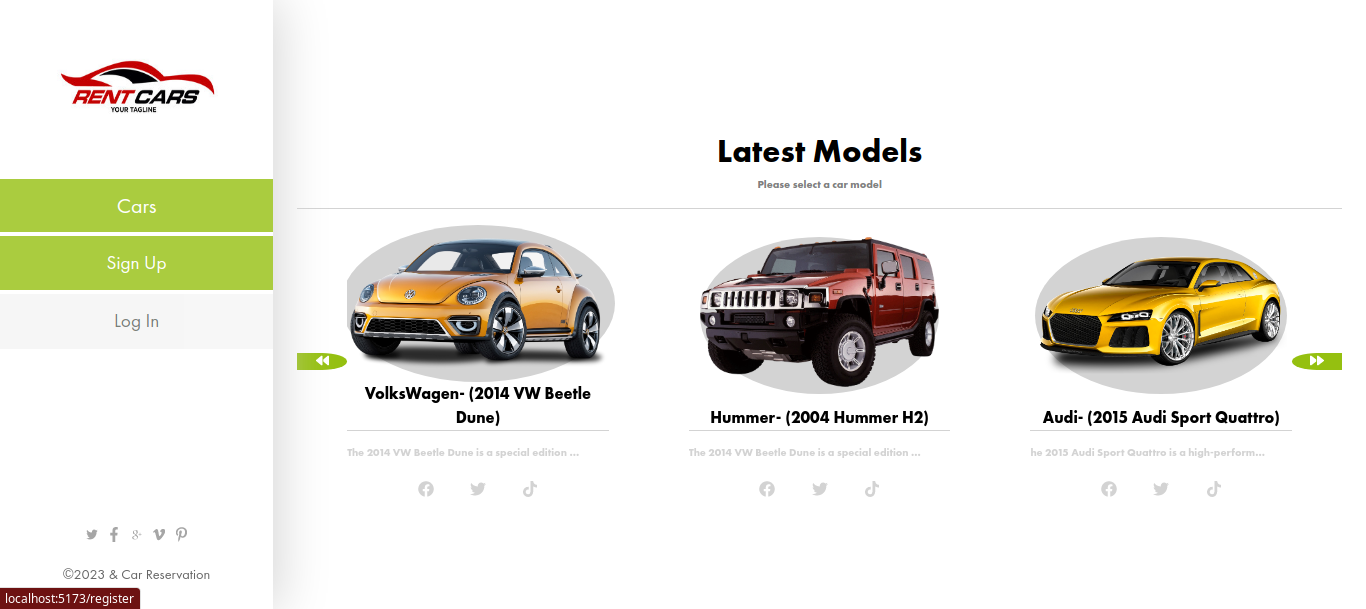 RENTCARS
YOUR TAGLINE
Cars
Sign Up
Log In
©2023 & Car Reservation
localhost:5173/register
Latest Models
Please select a car model
VolksWagen- (2014 VW Beetle
Dune)
The 2014 VW Beetle Dune is a special edition ...
Hummer- (2004 Hummer H2)
The 2014 VW Beetle Dune is a special edition ...
Audi- (2015 Audi Sport Quattro)
he 2015 Audi Sport Quattro is a high-perform...